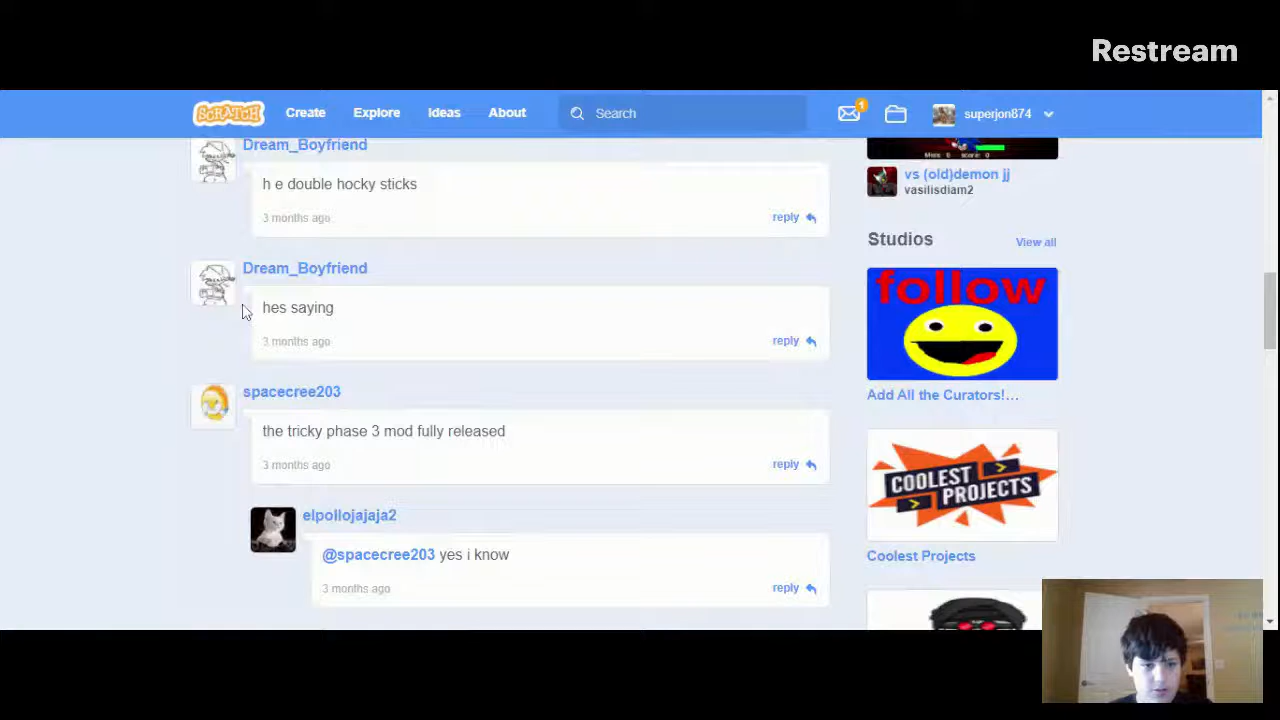 Restream
SCRATCH
Create
Explore
Ideas
About
Search
1
superjon874
Dream_Boyfriend
h e double hocky sticks
3 months ago
reply
Dream_Boyfriend
hes saying
3 months ago
reply
spacecree203
the tricky phase 3 mod fully released
3 months ago
reply
elpollojajaja2
@spacecree203 yes i know
3 months ago
reply
vs (old)demon jj
vasilisdiam2
Studios
View all
follow
Add All the Curators!...
COOLEST
PROJECTS
Coolest Projects